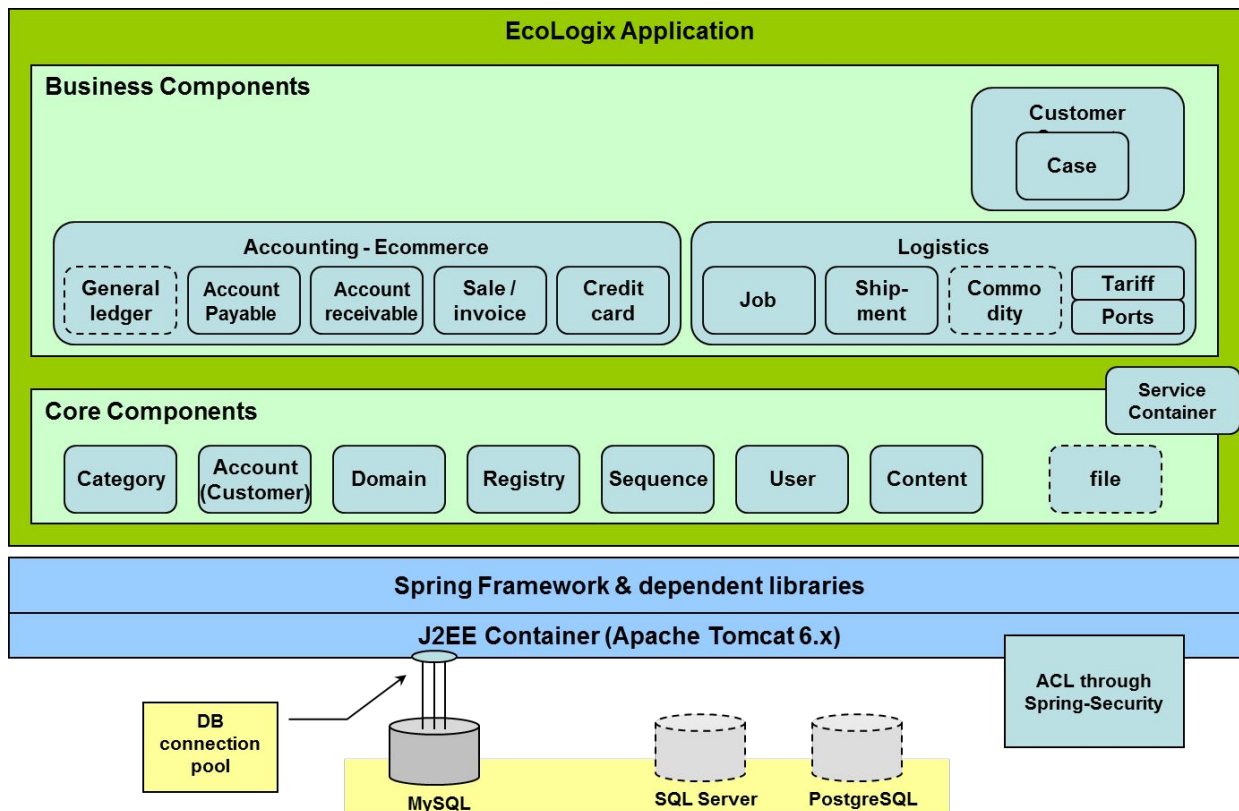 EcoLogix Application
Business Components
Customer
Case
Accounting - Ecommerce
General
ledger
Account
Payable
Account
receivable
Sale /
invoice
Credit
card
Logistics
Job
Ship-
ment
Commo
dity
Tariff
Ports
Service
Container
Core Components
Category
Account
(Customer)
Domain
Registry
Sequence
User
Content
file
Spring Framework & dependent libraries
J2EE Container (Apache Tomcat 6.x)
ACL through
Spring-Security
DB
connection
pool
MySQL
SQL Server
PostgreSQL